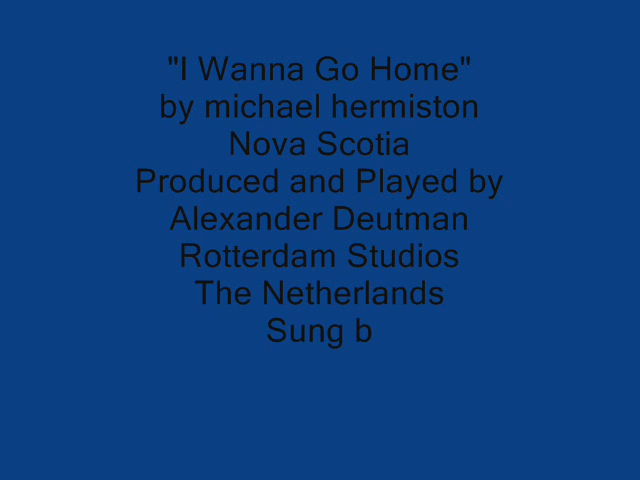 "I Wanna Go Home"
by michael hermiston
Nova Scotia
Produced and Played by
Alexander Deutman
Rotterdam Studios
The Netherlands
Sung b